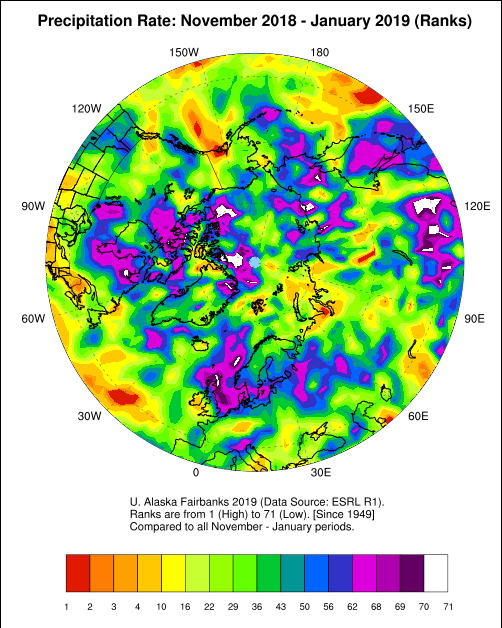 Precipitation Rate: November 2018 - January 2019 (Ranks)
150W 180
120W 150E
90W 120E
60W 90E
30W 60E
0 30E
U. Alaska Fairbanks 2019 (Data Source: ESRL R1).
Ranks are from 1 (High) to 71 (Low). [Since 1949]
Compared to all November - January periods.
1 2 3 4 10 16 22 29 36 43 50 56 62 68 69 70 71